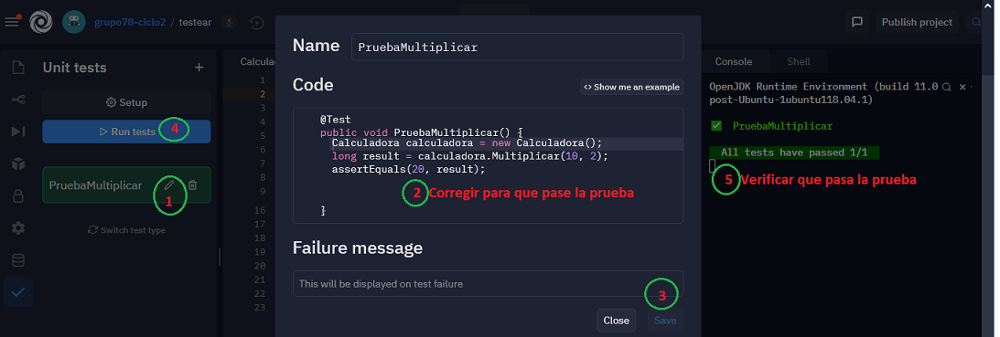 grupo78-ciclo2 / testear
Publish project
Unit tests
+
Setup
Run tests
4
PruebaMultiplicar
1
Switch test type
Calculad
1
2
3
4
5
6
7
8
9
16
17
18
19
20
21
22
23
Name
PruebaMultiplicar
Code
<> Show me an example
@Test
public void PruebaMultiplicar() {
Calculadora calculadora = new Calculadora();
long result = calculadora.Multiplicar(10, 2);
assertEquals(20, result);
2 Corregir para que pase la prueba
}
Failure message
This will be displayed on test failure
3
Close
Save
Console
Shell
OpenJDK Runtime Environment (build 11.0
post-Ubuntu-1ubuntu118.04.1)
PruebaMultiplicar
All tests have passed 1/1
5 Verificar que pasa la prueba